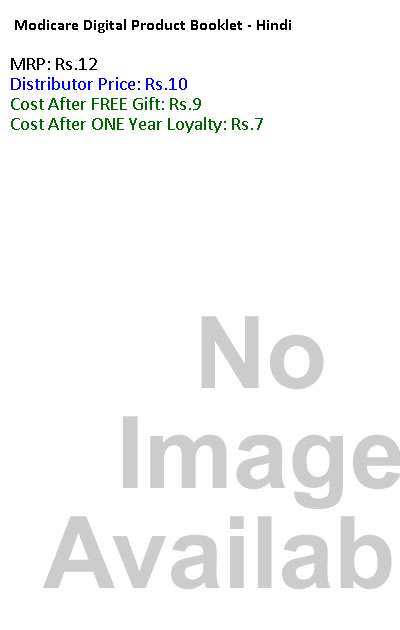 Modicare Digital Product Booklet - Hindi
MRP: Rs.12
Distributor Price: Rs.10
Cost After FREE Gift: Rs.9
Cost After ONE Year Loyalty: Rs.7
No
Image
Availab